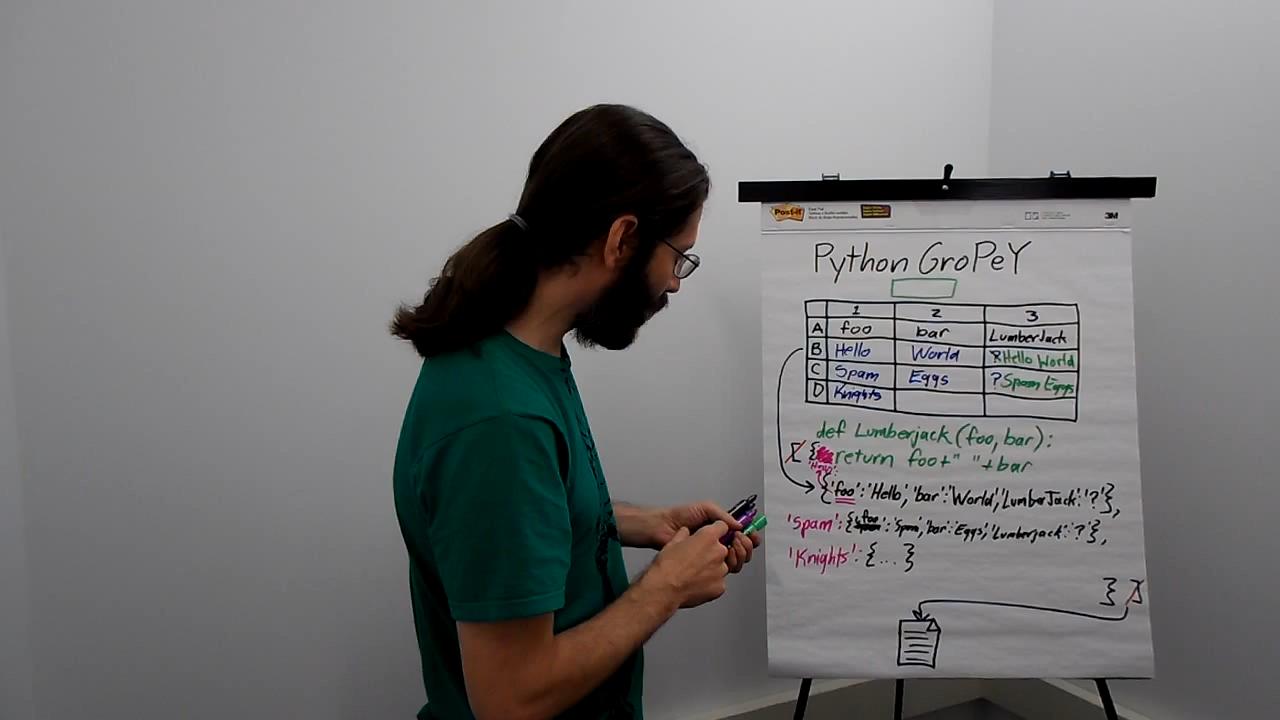 Post-it
3M
Python GroPeY
1 2 3
A foo bar LumberJack
B Hello World ?Hello World
C Spam Eggs ?Spam Eggs
D Knights
def Lumberjack(foo, bar):
[ { return foo+" "+bar
{'foo':'Hello','bar':'World','LumberJack':'?'},
'Spam':{'foo':'Spam','bar':'Eggs,'Lumberjack':'?'},
'Knights':{...}
} ]